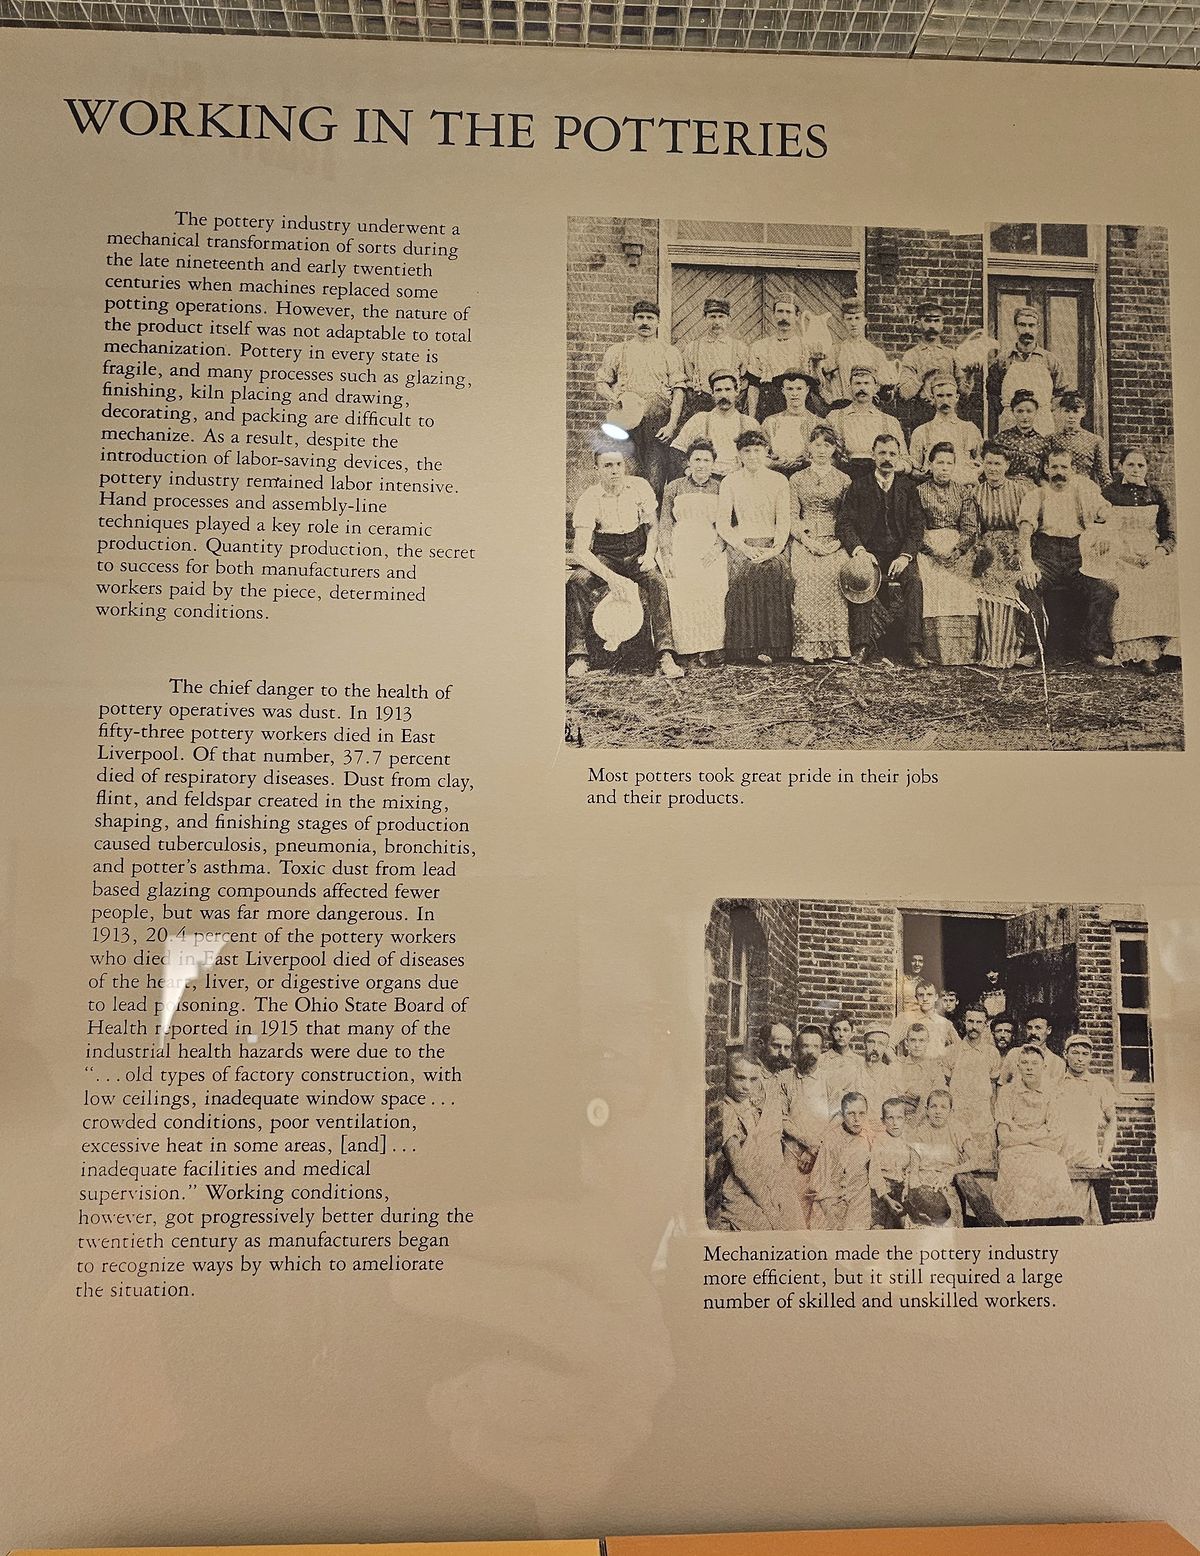 WORKING IN THE POTTERIES
The pottery industry underwent a
mechanical transformation of sorts during
the late nineteenth and early twentieth
centuries when machines replaced some
potting operations. However, the nature of
the product itself was not adaptable to total
mechanization. Pottery in every state is
fragile, and many processes such as glazing,
finishing, kiln placing and drawing,
decorating, and packing are difficult to
mechanize. As a result, despite the
introduction of labor-saving devices, the
pottery industry remained labor intensive.
Hand processes and assembly-line
techniques played a key role in ceramic
production. Quantity production, the secret
to success for both manufacturers and
workers paid by the piece, determined
working conditions.
The chief danger to the health of
pottery operatives was dust. In 1913
fifty-three pottery workers died in East
Liverpool. Of that number, 37.7 percent
died of respiratory diseases. Dust from clay,
flint, and feldspar created in the mixing,
shaping, and finishing stages of production
caused tuberculosis, pneumonia, bronchitis,
and potter's asthma. Toxic dust from lead
based glazing compounds affected fewer
people, but was far more dangerous. In
1913, 20.4 percent of the pottery workers
who died in East Liverpool died of diseases
of the heart, liver, or digestive organs due
to lead poisoning. The Ohio State Board of
Health reported in 1915 that many of the
industrial health hazards were due to the
“. . . old types of factory construction, with
low ceilings, inadequate window space . . .
crowded conditions, poor ventilation,
excessive heat in some areas, [and] . . .
inadequate facilities and medical
supervision.” Working conditions,
however, got progressively better during the
twentieth century as manufacturers began
to recognize ways by which to ameliorate
the situation.
Most potters took great pride in their jobs
and their products.
Mechanization made the pottery industry
more efficient, but it still required a large
number of skilled and unskilled workers.